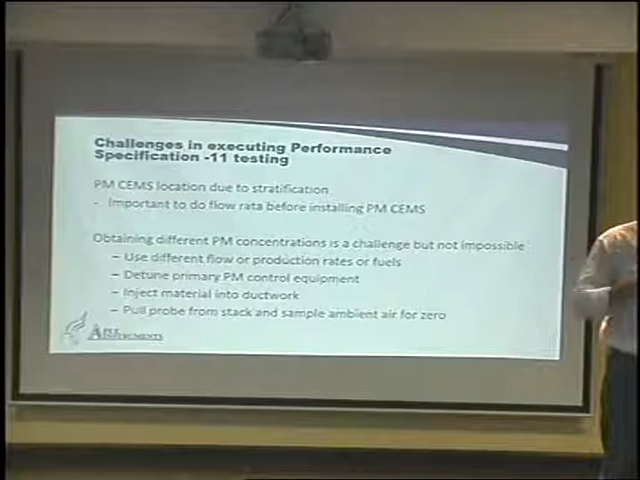 Challenges in executing Performance
Specification -11 testing
PM CEMS location due to stratification
- Important to do flow rata before installing PM CEMS
Obtaining different PM concentrations is a challenge but not impossible
– Use different flow or production rates or fuels
– Detune primary PM control equipment
– Inject material into ductwork
– Pull probe from stack and sample ambient air for zero
APEX
INSTRUMENTS